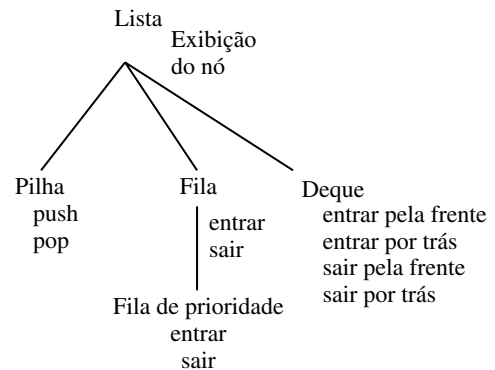 Lista
Exibição
do nó
Pilha
push
pop
Fila
entrar
sair
Deque
entrar pela frente
entrar por trás
sair pela frente
sair por trás
Fila de prioridade
entrar
sair